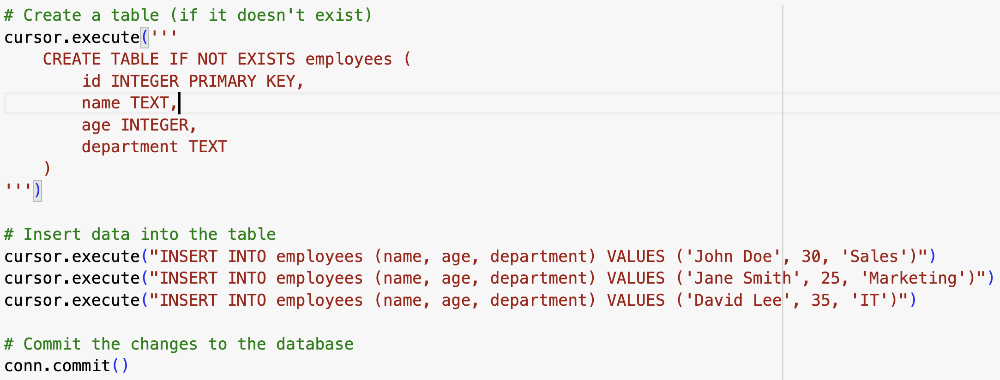 # Create a table (if it doesn't exist)
cursor.execute('''
    CREATE TABLE IF NOT EXISTS employees (
        id INTEGER PRIMARY KEY,
        name TEXT,
        age INTEGER,
        department TEXT
    )
''')

# Insert data into the table
cursor.execute("INSERT INTO employees (name, age, department) VALUES ('John Doe', 30, 'Sales')")
cursor.execute("INSERT INTO employees (name, age, department) VALUES ('Jane Smith', 25, 'Marketing')")
cursor.execute("INSERT INTO employees (name, age, department) VALUES ('David Lee', 35, 'IT')")

# Commit the changes to the database
conn.commit()